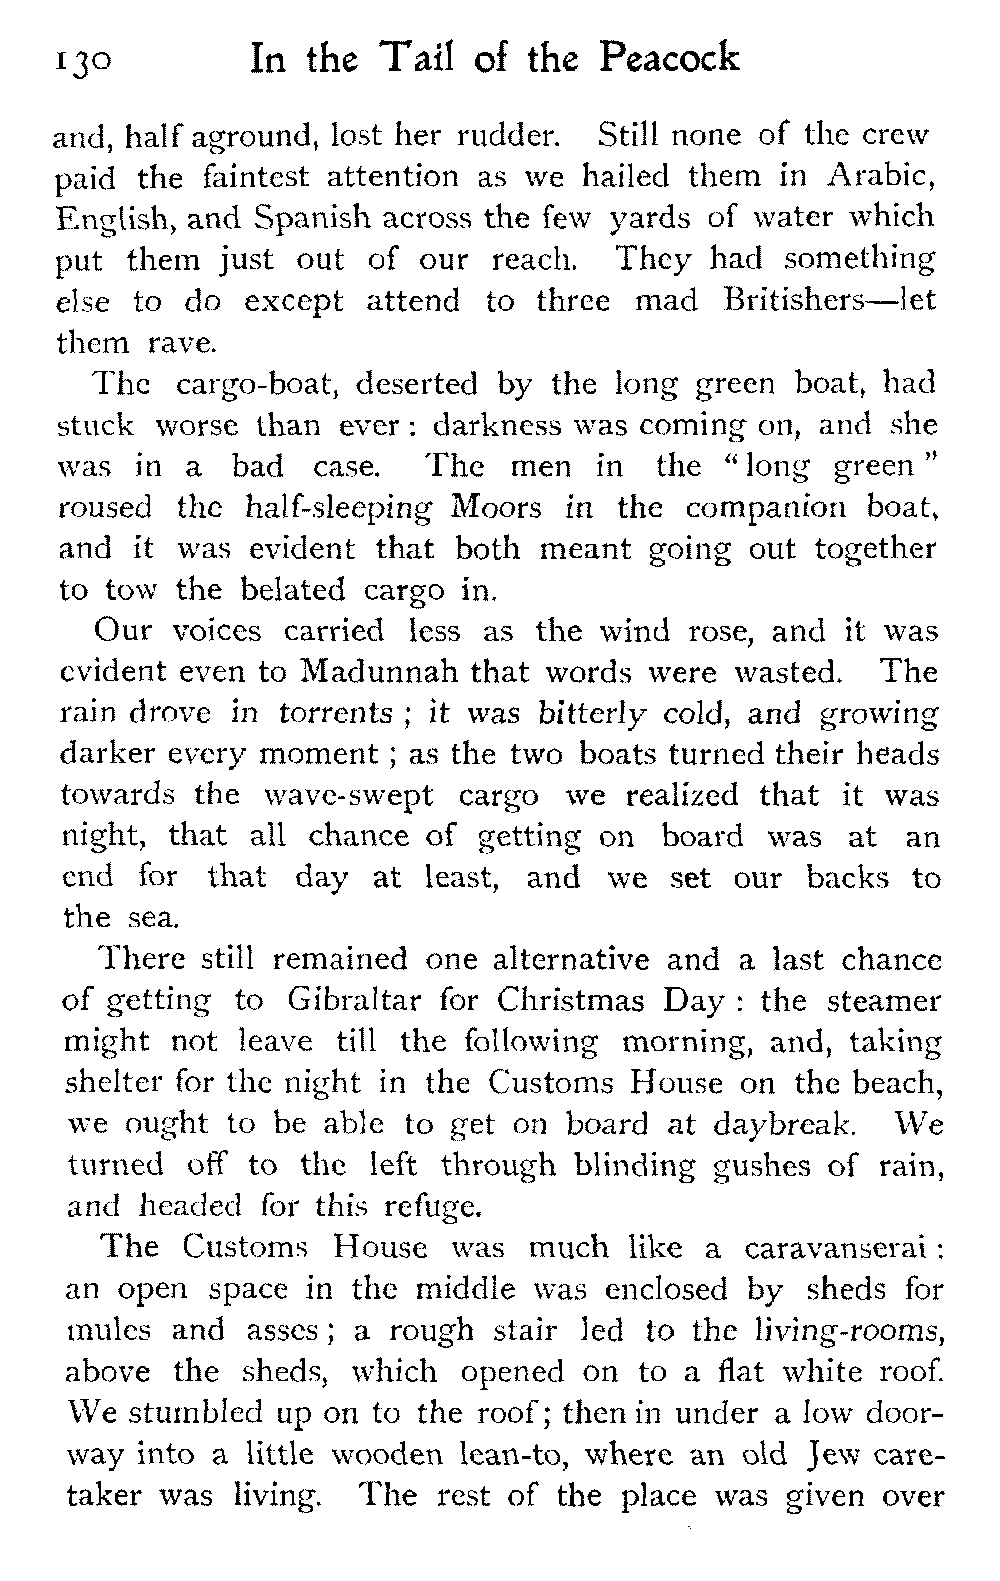 130 In the Tail of the Peacock
and, half aground, lost her rudder. Still none of the crew
paid the faintest attention as we hailed them in Arabic,
English, and Spanish across the few yards of water which
put them just out of our reach. They had something
else to do except attend to three mad Britishers—let
them rave.
The cargo-boat, deserted by the long green boat, had
stuck worse than ever : darkness was coming on, and she
was in a bad case. The men in the “long green”
roused the half-sleeping Moors in the companion boat,
and it was evident that both meant going out together
to tow the belated cargo in.
Our voices carried less as the wind rose, and it was
evident even to Madunnah that words were wasted. The
rain drove in torrents ; it was bitterly cold, and growing
darker every moment ; as the two boats turned their heads
towards the wave-swept cargo we realized that it was
night, that all chance of getting on board was at an
end for that day at least, and we set our backs to
the sea.
There still remained one alternative and a last chance
of getting to Gibraltar for Christmas Day : the steamer
might not leave till the following morning, and, taking
shelter for the night in the Customs House on the beach,
we ought to be able to get on board at daybreak. We
turned off to the left through blinding gushes of rain,
and headed for this refuge.
The Customs House was much like a caravanserai :
an open space in the middle was enclosed by sheds for
mules and asses ; a rough stair led to the living-rooms,
above the sheds, which opened on to a flat white roof.
We stumbled up on to the roof ; then in under a low door-
way into a little wooden lean-to, where an old Jew care-
taker was living. The rest of the place was given over